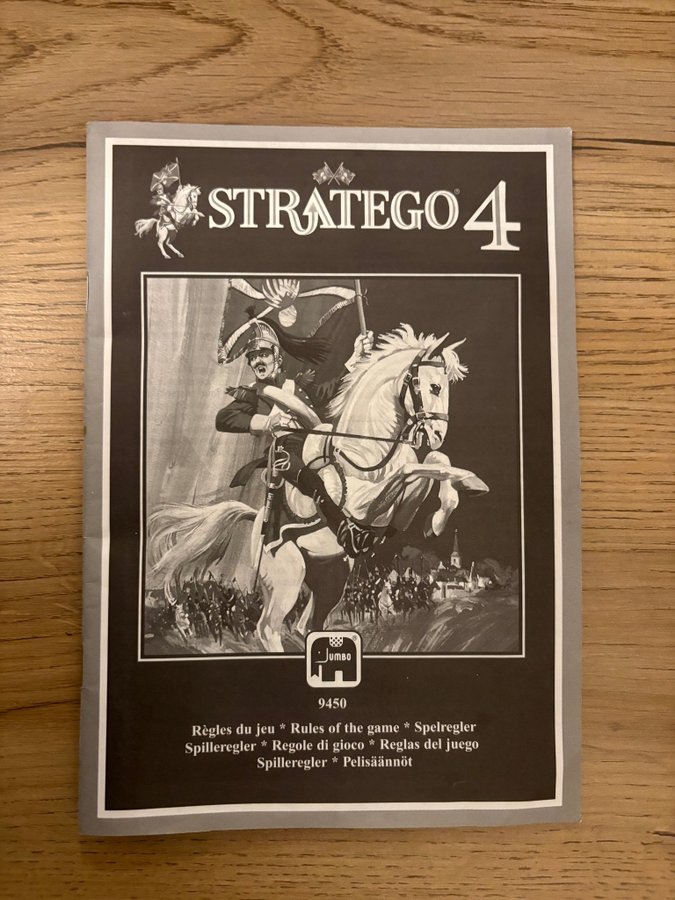 STRATEGO® 4
JUMBO®
9450
Règles du jeu * Rules of the game * Spelregler
Spilleregler * Regole di gioco * Reglas del juego
Spilleregler * Pelisäännöt